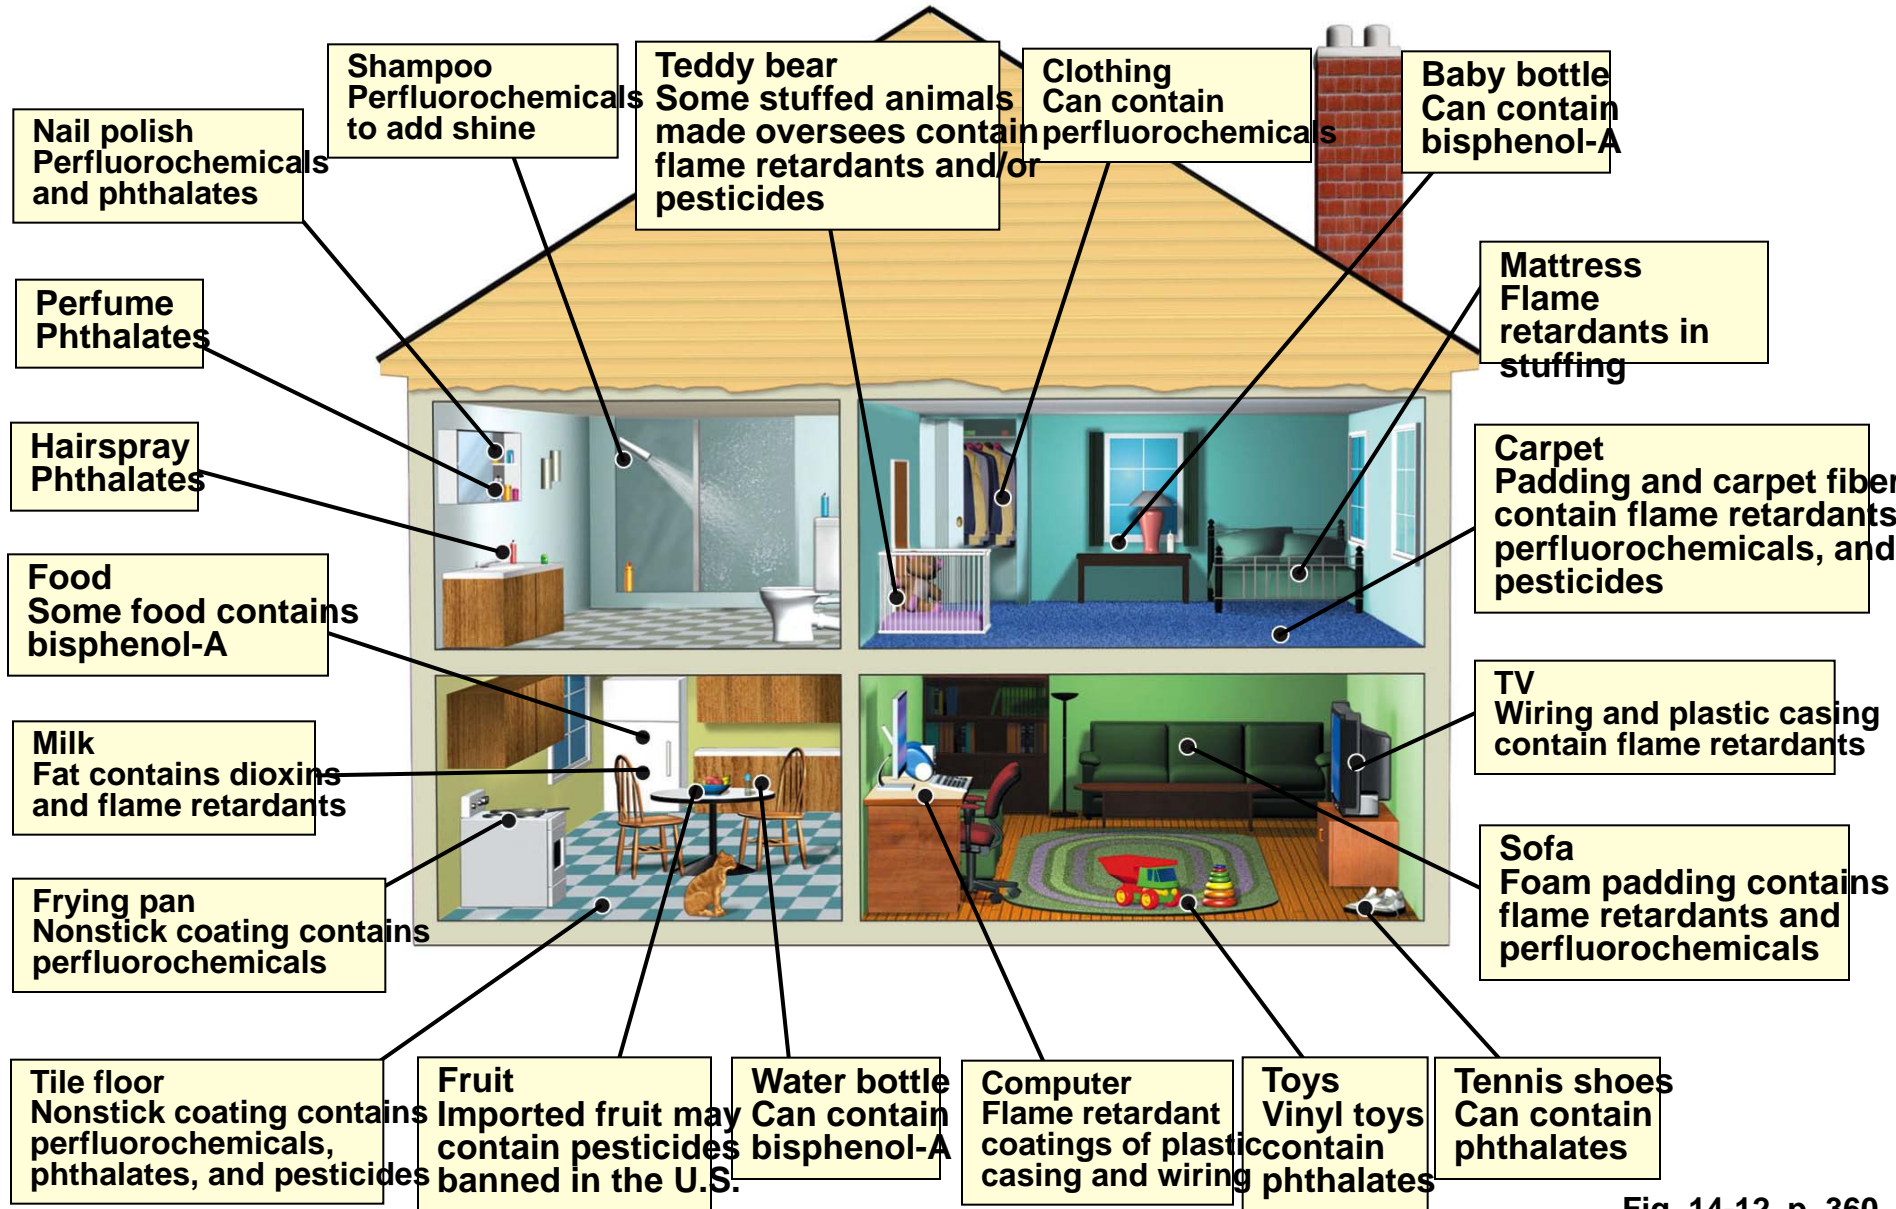 Shampoo
Perfluorochemicals
to add shine
Teddy bear
Some stuffed animals
made oversees contain
flame retardants and/or
pesticides
Clothing
Can contain
perfluorochemicals
Baby bottle
Can contain
bisphenol-A
Nail polish
Perfluorochemicals
and phthalates
Mattress
Flame
retardants in
stuffing
Perfume
Phthalates
Hairspray
Phthalates
Carpet
Padding and carpet fiber
contain flame retardants
perfluorochemicals, and
pesticides
Food
Some food contains
bisphenol-A
TV
Wiring and plastic casing
contain flame retardants
Milk
Fat contains dioxins
and flame retardants
Sofa
Foam padding contains
flame retardants and
perfluorochemicals
Frying pan
Nonstick coating contains
perfluorochemicals
Tile floor
Nonstick coating contains
perfluorochemicals,
phthalates, and pesticides
Fruit
Imported fruit may
contain pesticides
banned in the U.S.
Water bottle
Can contain
bisphenol-A
Computer
Flame retardant
coatings of plastic
casing and wiring
Toys
Vinyl toys
contain
phthalates
Tennis shoes
Can contain
phthalates
Fig. 14-12, p. 360